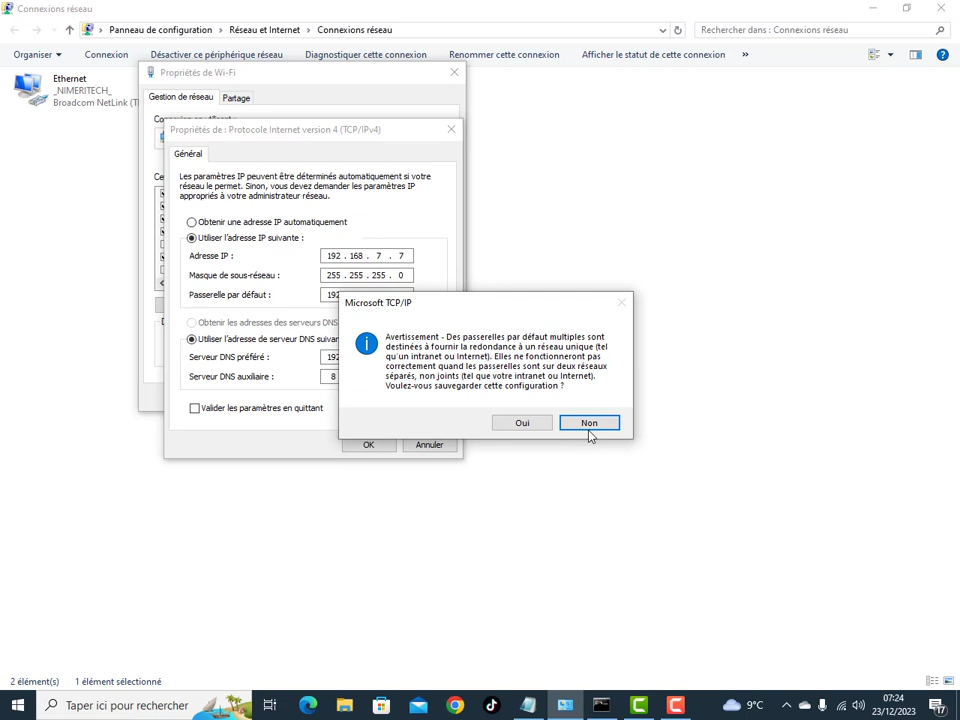 Connexions réseau
Panneau de configuration > Réseau et Internet > Connexions réseau
Rechercher dans : Connexions réseau
Organiser
Connexion
Désactiver ce périphérique réseau
Diagnostiquer cette connexion
Renommer cette connexion
Afficher le statut de cette connexion
»
Ethernet
_NIMERITECH_
Broadcom NetLink (T
Propriétés de Wi-Fi
Gestion de réseau
Partage
Propriétés de : Protocole Internet version 4 (TCP/IPv4)
Général
Les paramètres IP peuvent être déterminés automatiquement si votre
réseau le permet. Sinon, vous devez demander les paramètres IP
appropriés à votre administrateur réseau.
Obtenir une adresse IP automatiquement
Utiliser l'adresse IP suivante :
Adresse IP :
192 . 168 . 7 . 7
Masque de sous-réseau :
255 . 255 . 255 . 0
Passerelle par défaut :
Obtenir les adresses des serveurs DNS
Utiliser l'adresse de serveur DNS
Serveur DNS préféré :
Serveur DNS auxiliaire :
8
Valider les paramètres en quittant
OK
Annuler
Microsoft TCP/IP
Avertissement - Des passerelles par défaut multiples sont
destinées à fournir la redondance à un réseau unique (tel
qu'un intranet ou Internet). Elles ne fonctionneront pas
correctement quand les passerelles sont sur deux réseaux
séparés, non joints (tel que votre intranet ou Internet).
Voulez-vous sauvegarder cette configuration ?
Oui
Non
2 élément(s)
1 élément sélectionné
Taper ici pour rechercher
9°C
07:24
23/12/2023
17